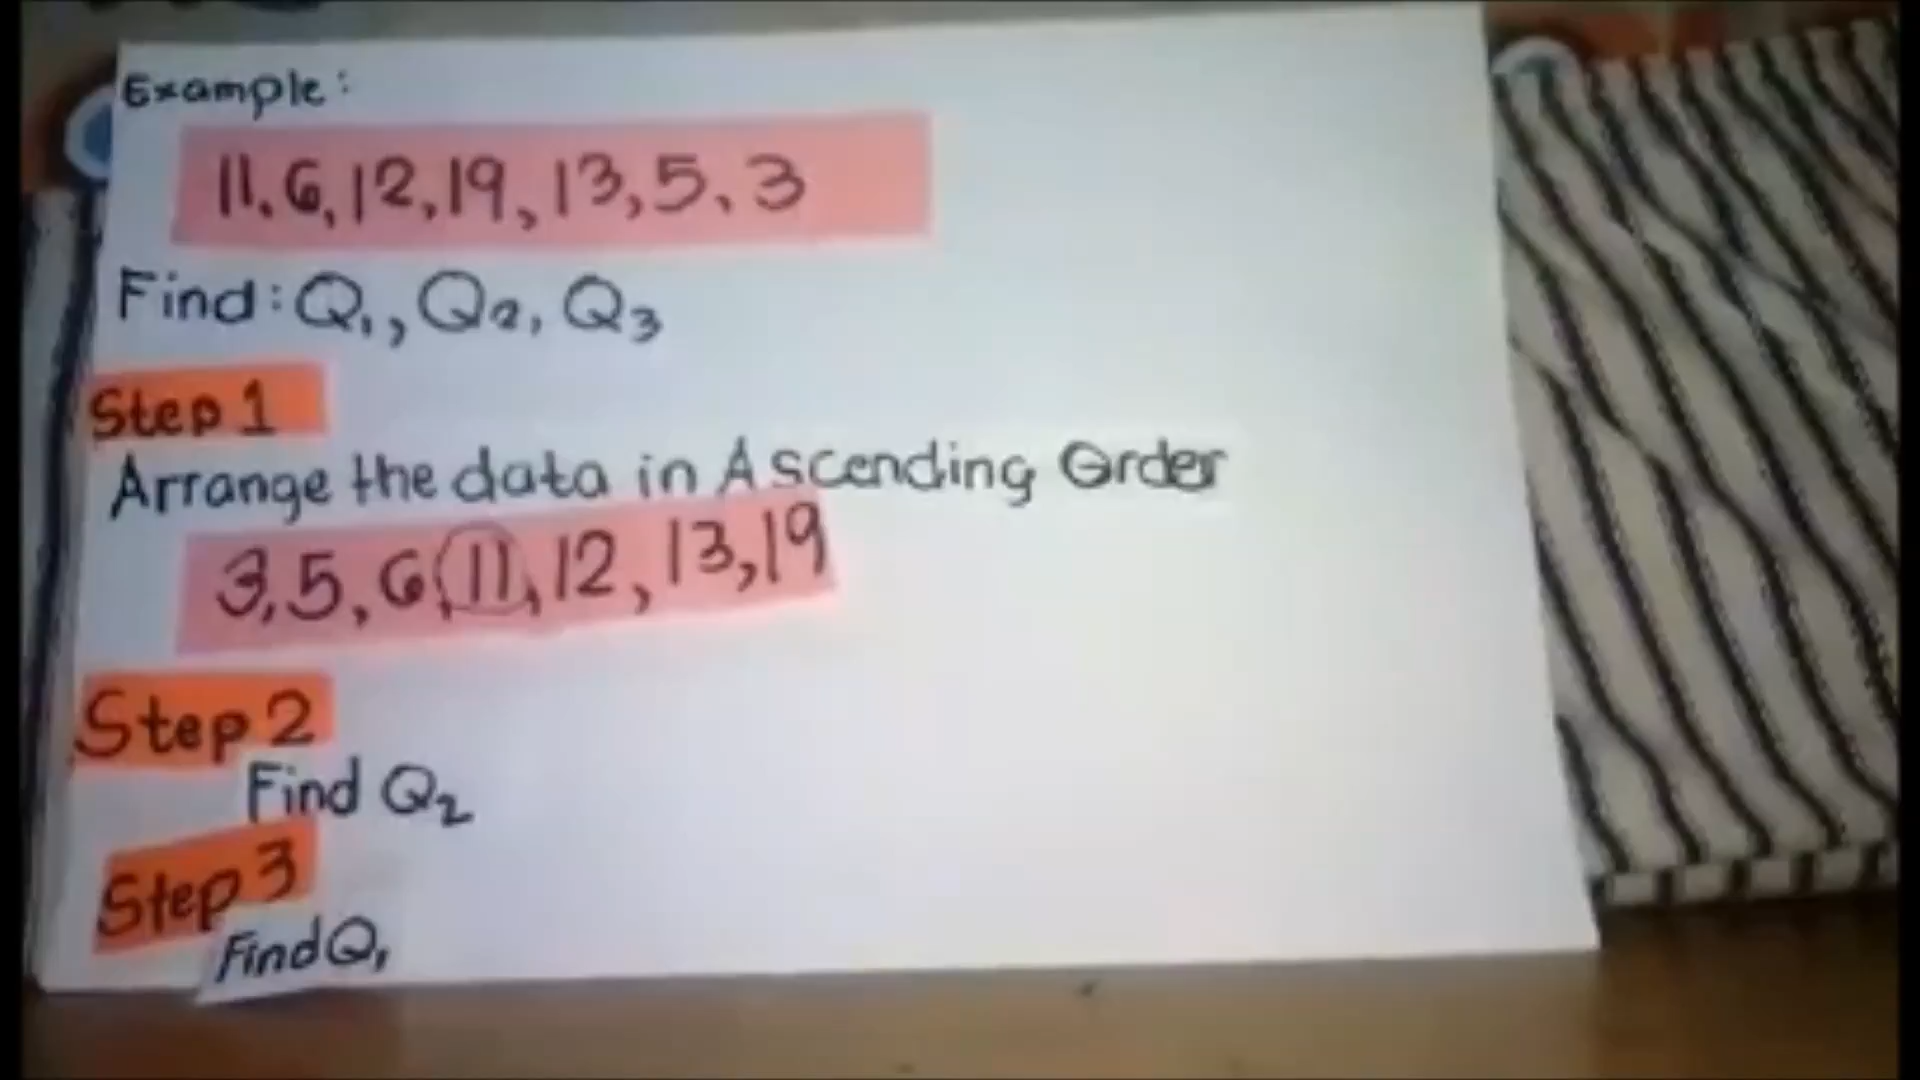 Example:
11, 6, 12, 19, 13, 5, 3
Find: Q1, Q2, Q3
Step 1
Arrange the data in Ascending Order
3, 5, 6, 11, 12, 13, 19
Step 2
Find Q2
Step 3
Find Q1